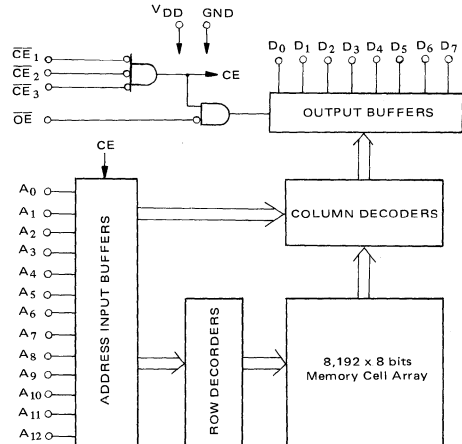 VDD GND
CE1
CE2
CE3
CE
OE
D0 D1 D2 D3 D4 D5 D6 D7
OUTPUT BUFFERS
CE
A0
A1
A2
A3
A4
A5
A6
A7
A8
A9
A10
A11
A12
ADDRESS INPUT BUFFERS
COLUMN DECODERS
ROW DECORDERS
8,192 x 8 bits
Memory Cell Array